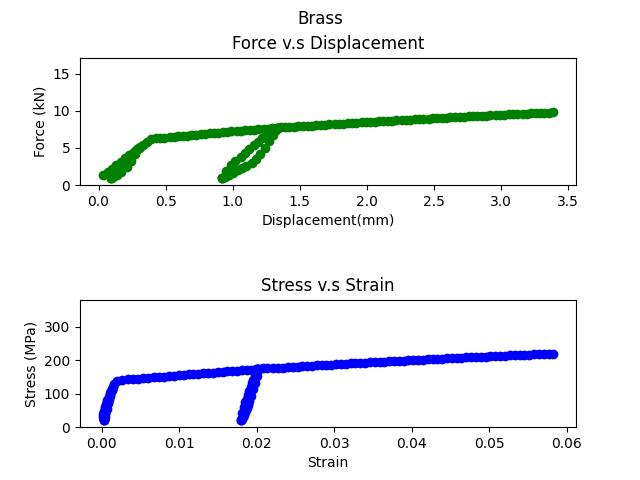 Brass
Force v.s Displacement
15
10
5
0
Force (kN)
0.0 0.5 1.0 1.5 2.0 2.5 3.0 3.5
Displacement(mm)
Stress v.s Strain
300
200
100
0
Stress (MPa)
0.00 0.01 0.02 0.03 0.04 0.05 0.06
Strain